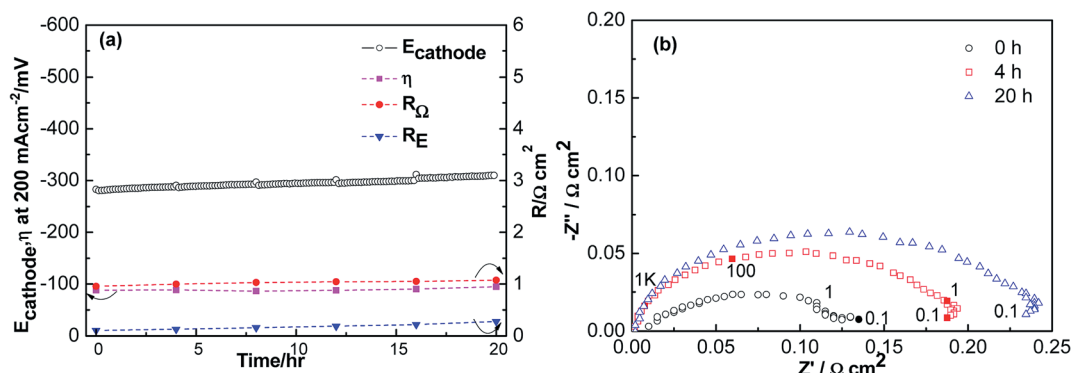 (a)
E_cathode
η
R_Ω
R_E
-600
-500
-400
-300
-200
-100
0
E_cathode,η at 200 mAcm⁻²/mV
0
5
10
15
20
Time/hr
6
5
4
3
2
1
0
R/Ω cm²
(b)
0 h
4 h
20 h
0.20
0.15
0.10
0.05
0.00
-Z'' / Ω cm²
1K
100
1
0.1
1
0.1
0.1
0.00
0.05
0.10
0.15
0.20
0.25
Z' / Ω cm²